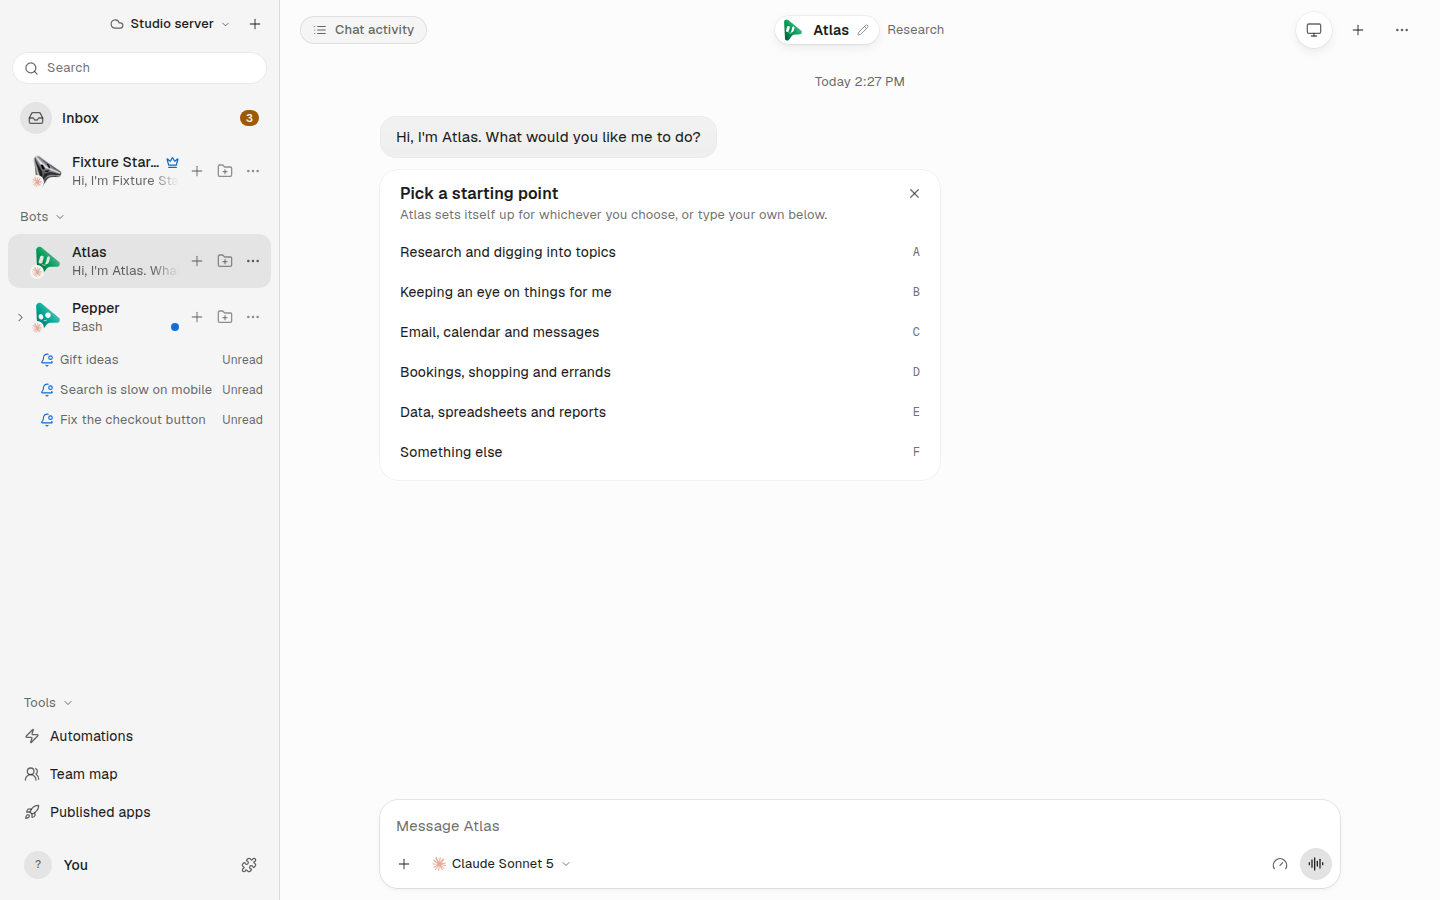 Studio server
Search
Inbox
3
Fixture Star...
Hi, I'm Fixture Sta
Bots
Atlas
Hi, I'm Atlas. Wha
Pepper
Bash
Gift ideas Unread
Search is slow on mobile Unread
Fix the checkout button Unread
Tools
Automations
Team map
Published apps
? You
Chat activity
Atlas Research
Today 2:27 PM
Hi, I'm Atlas. What would you like me to do?
Pick a starting point
Atlas sets itself up for whichever you choose, or type your own below.
Research and digging into topics A
Keeping an eye on things for me B
Email, calendar and messages C
Bookings, shopping and errands D
Data, spreadsheets and reports E
Something else F
Message Atlas
Claude Sonnet 5